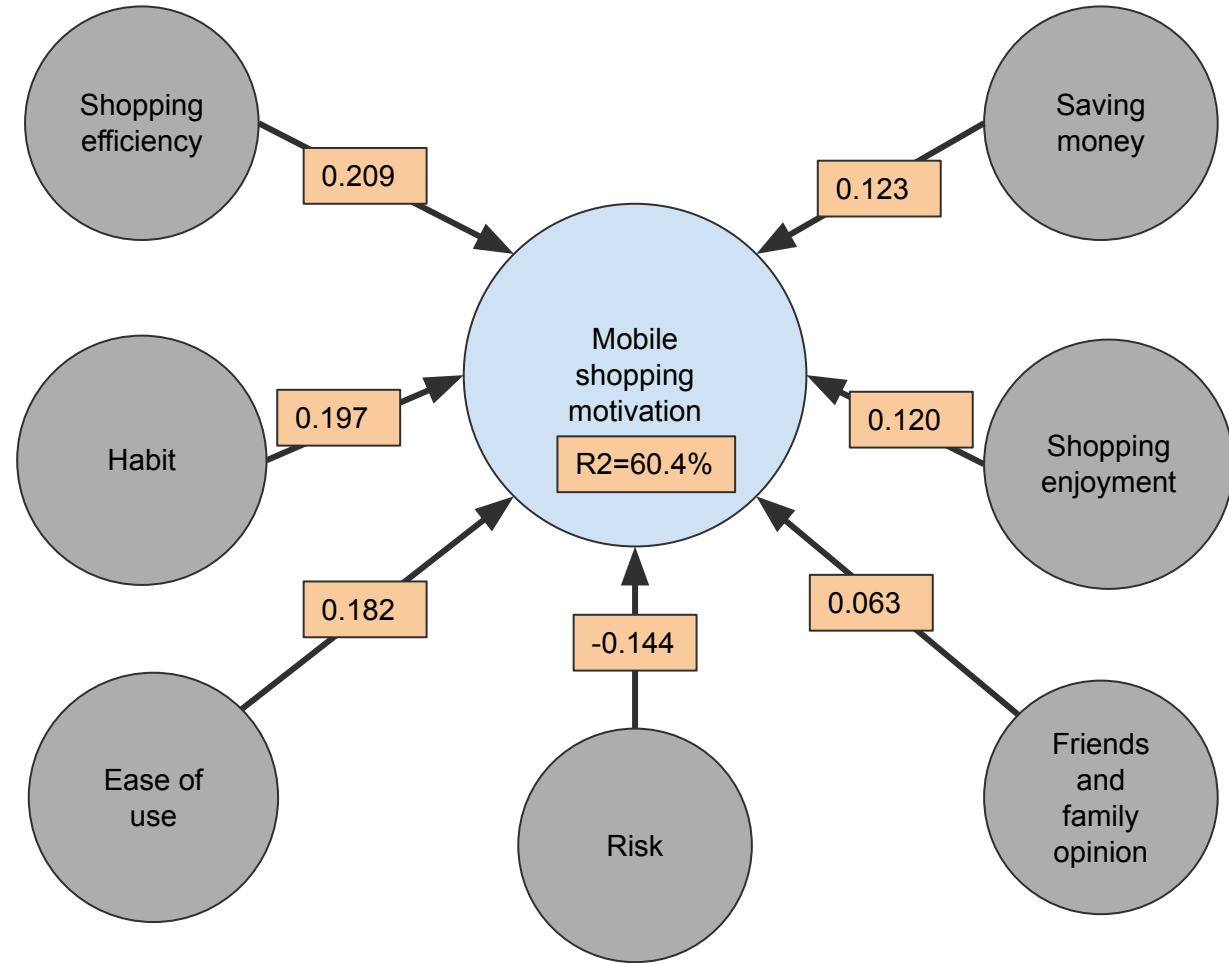 Shopping
efficiency
0.209
Saving
money
0.123
Mobile
shopping
motivation
R2=60.4%
Habit
0.197
Shopping
enjoyment
0.120
Ease of
use
0.182
Risk
-0.144
Friends
and
family
opinion
0.063